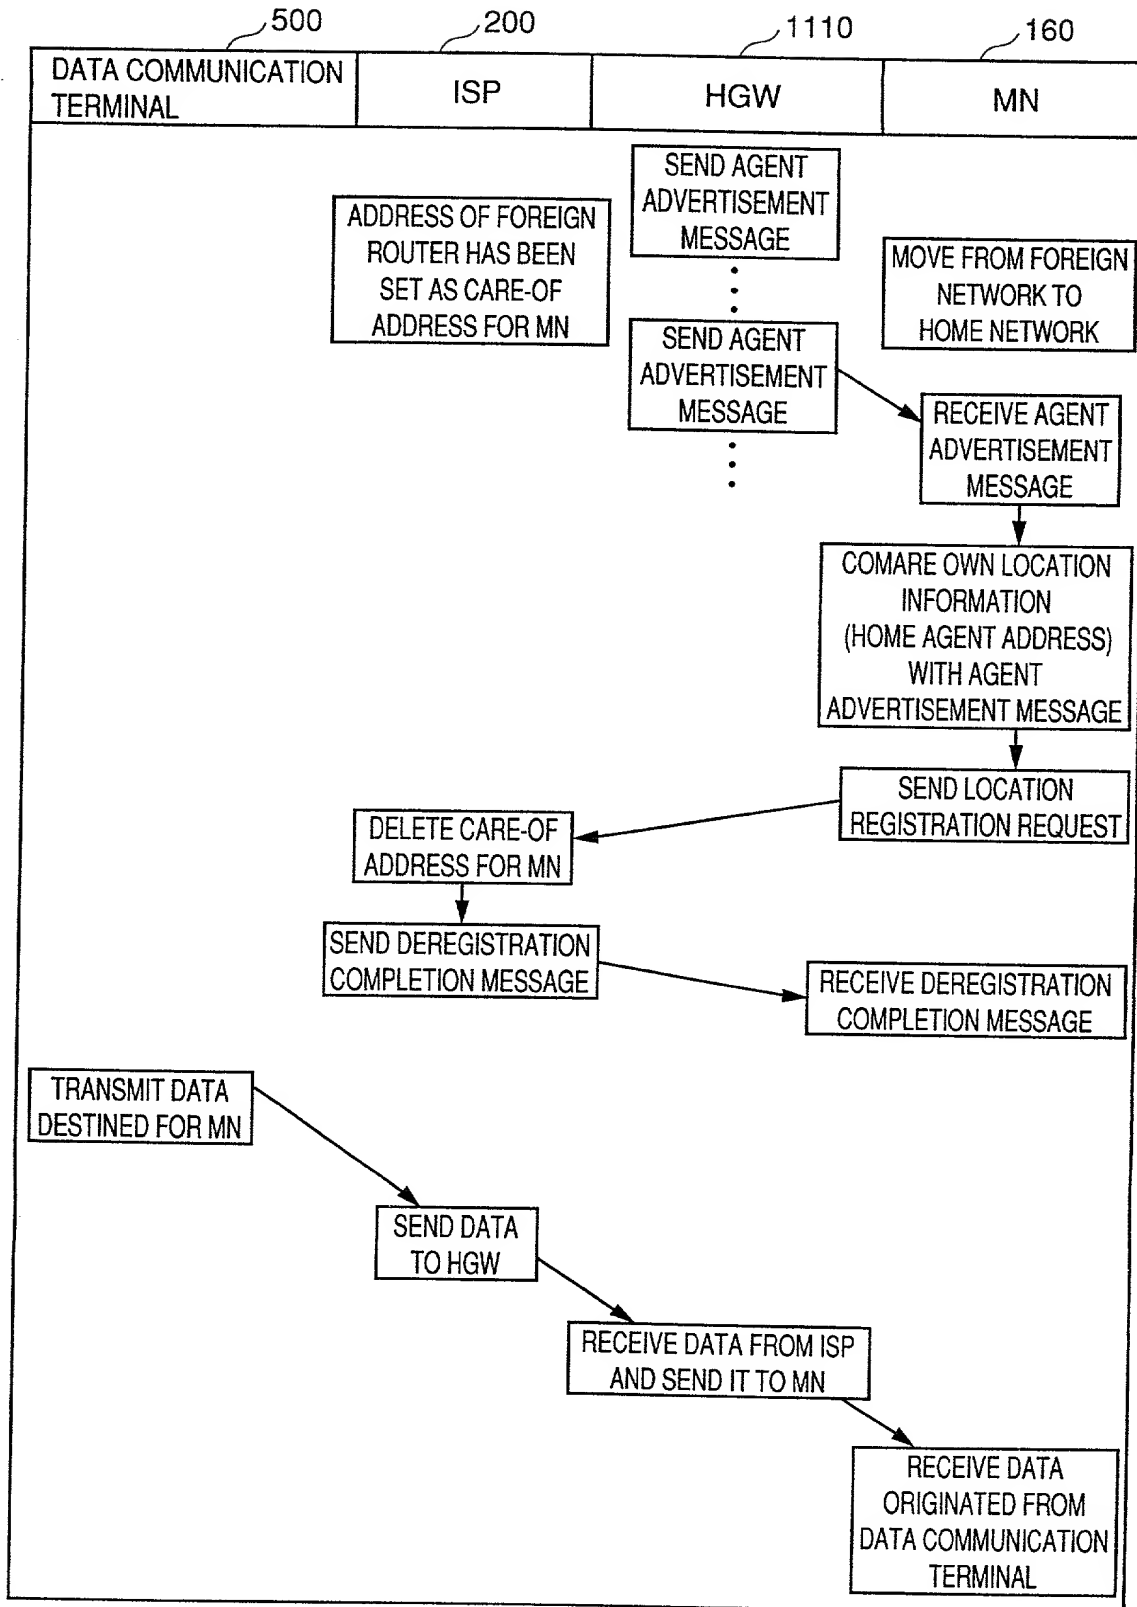 500
200
1110
160
DATA COMMUNICATION
TERMINAL
ISP
HGW
MN
SEND AGENT
ADVERTISEMENT
MESSAGE
ADDRESS OF FOREIGN
ROUTER HAS BEEN
SET AS CARE-OF
ADDRESS FOR MN
MOVE FROM FOREIGN
NETWORK TO
HOME NETWORK
SEND AGENT
ADVERTISEMENT
MESSAGE
RECEIVE AGENT
ADVERTISEMENT
MESSAGE
COMARE OWN LOCATION
INFORMATION
(HOME AGENT ADDRESS)
WITH AGENT
ADVERTISEMENT MESSAGE
SEND LOCATION
REGISTRATION REQUEST
DELETE CARE-OF
ADDRESS FOR MN
SEND DEREGISTRATION
COMPLETION MESSAGE
RECEIVE DEREGISTRATION
COMPLETION MESSAGE
TRANSMIT DATA
DESTINED FOR MN
SEND DATA
TO HGW
RECEIVE DATA FROM ISP
AND SEND IT TO MN
RECEIVE DATA
ORIGINATED FROM
DATA COMMUNICATION
TERMINAL